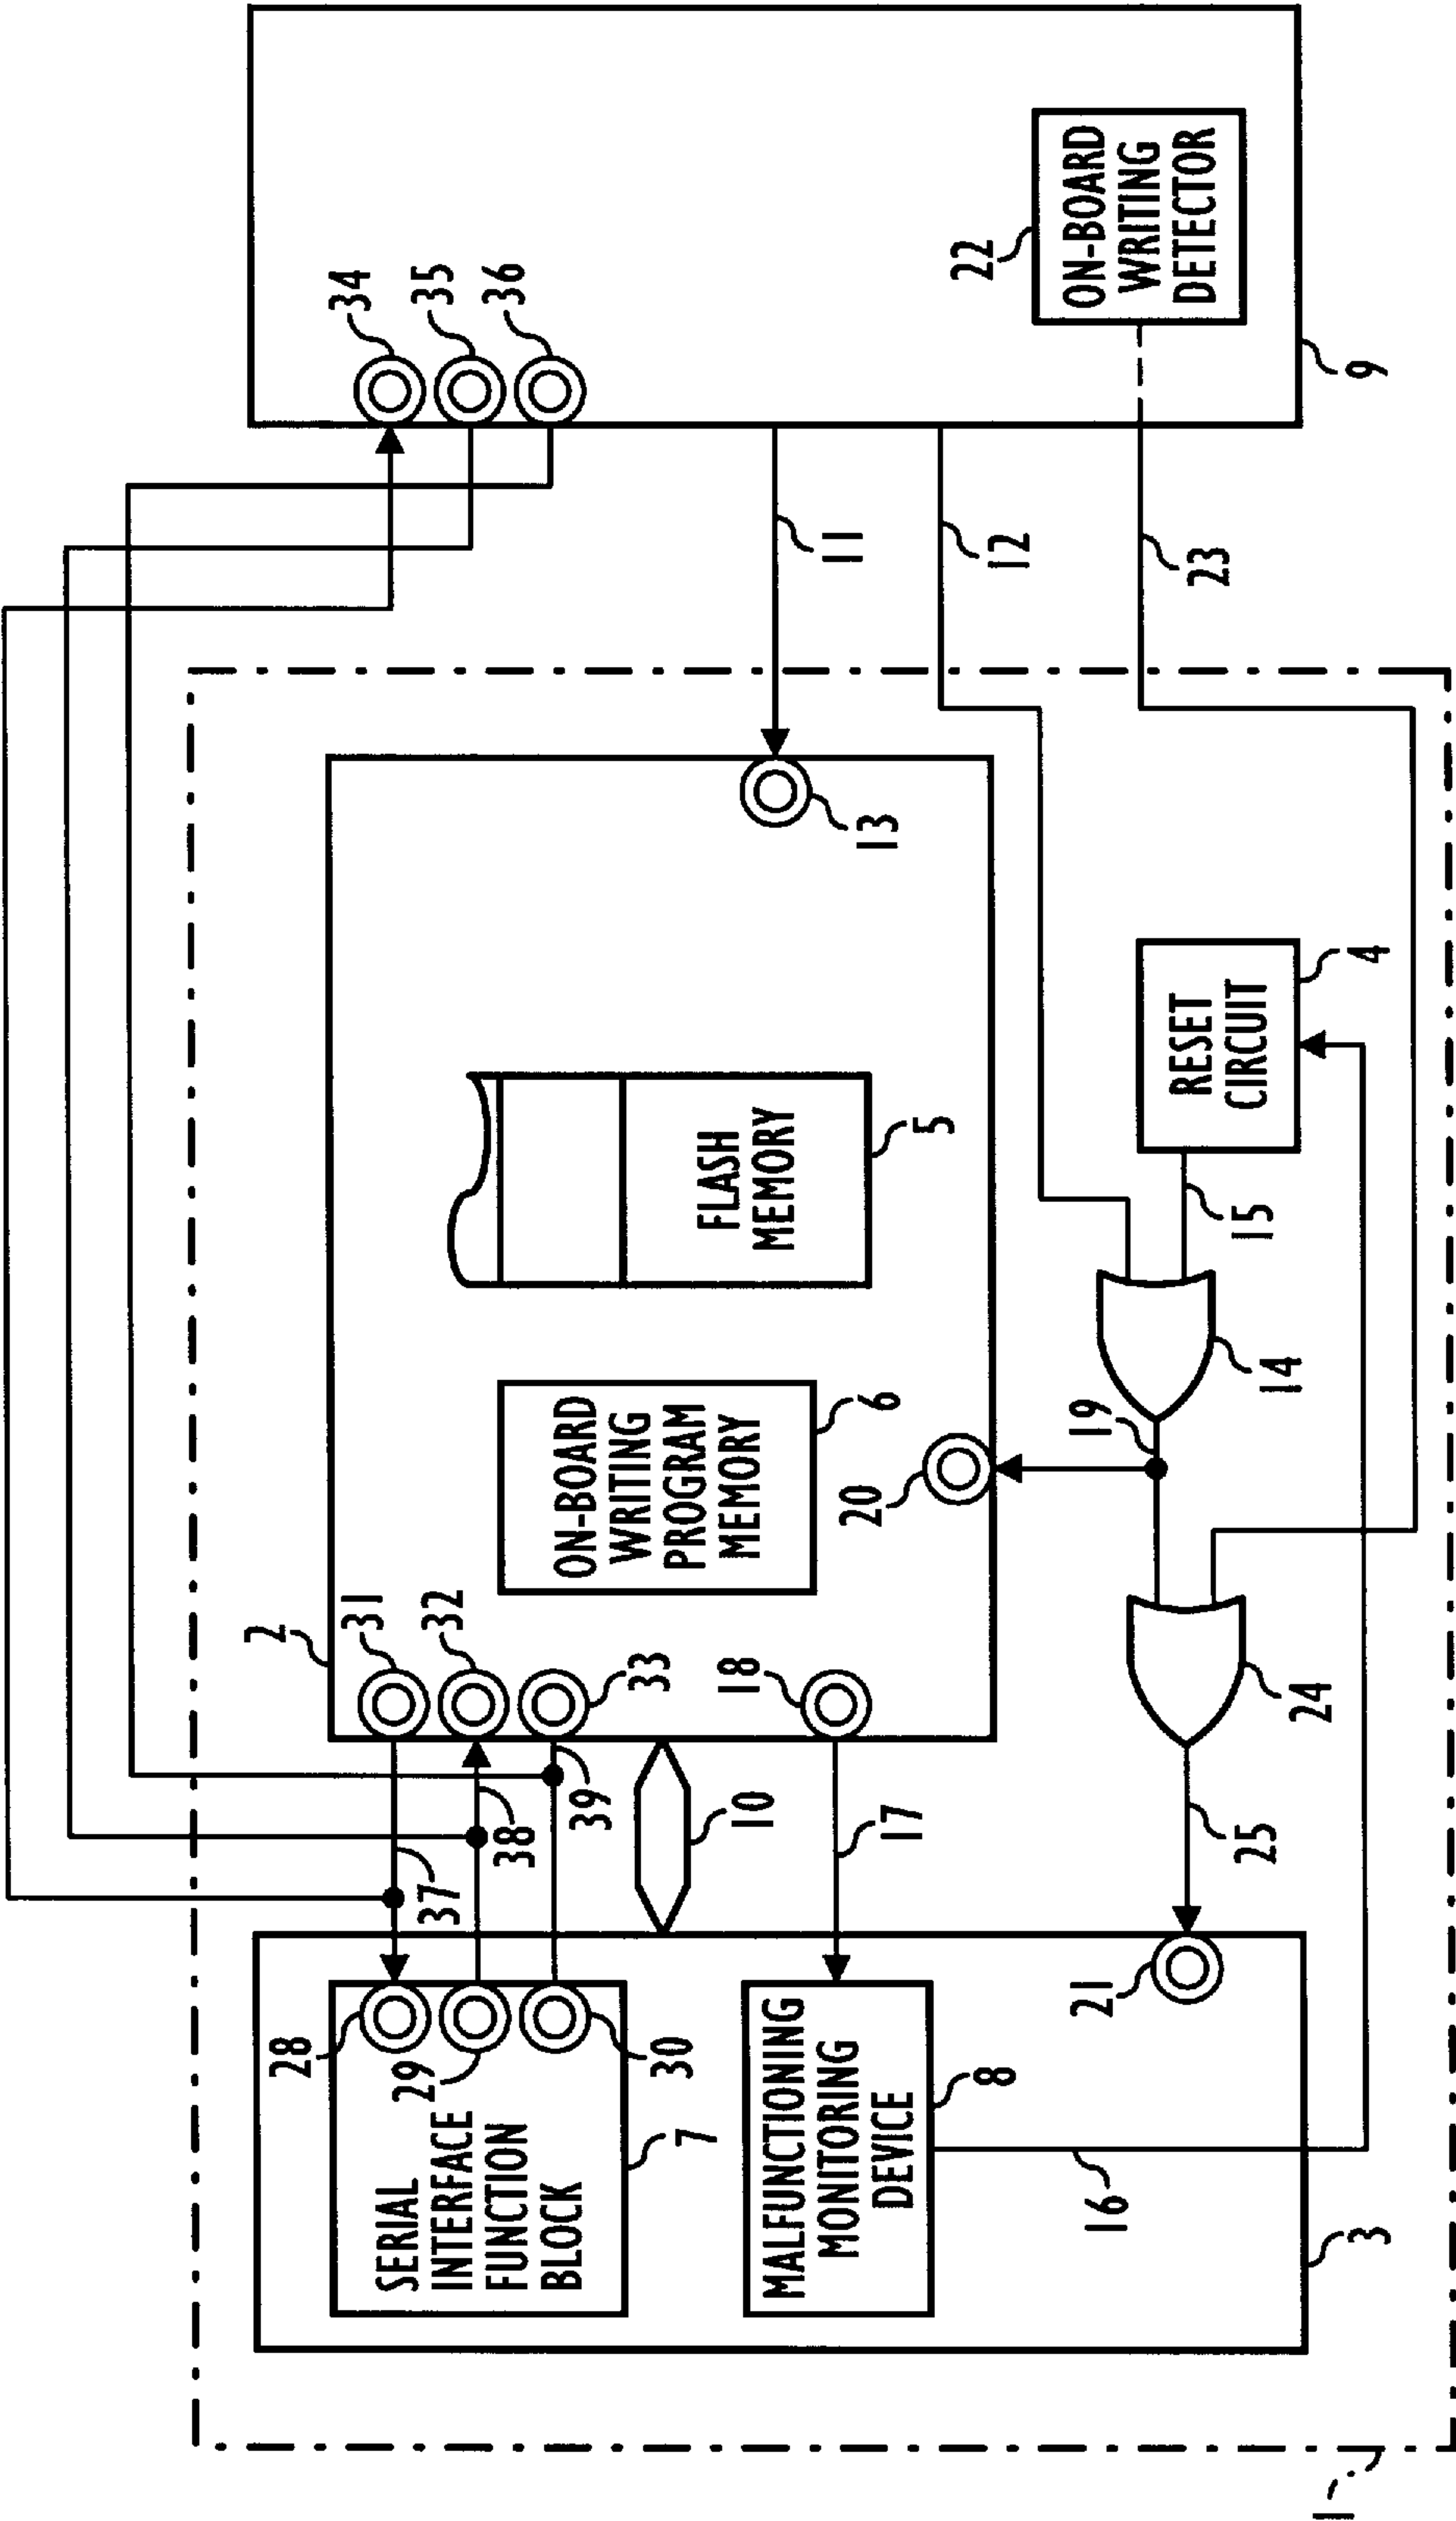 SERIAL
INTERFACE
FUNCTION
BLOCK
7
28
29
30
37
38
39
2
31
32
33
34
35
36
ON-BOARD
WRITING
PROGRAM
MEMORY
6
FLASH
MEMORY
5
10
18
17
13
11
12
MALFUNCTIONING
MONITORING
DEVICE
8
16
3
21
25
24
20
19
14
15
RESET
CIRCUIT
4
22
ON-BOARD
WRITING
DETECTOR
23
9
1